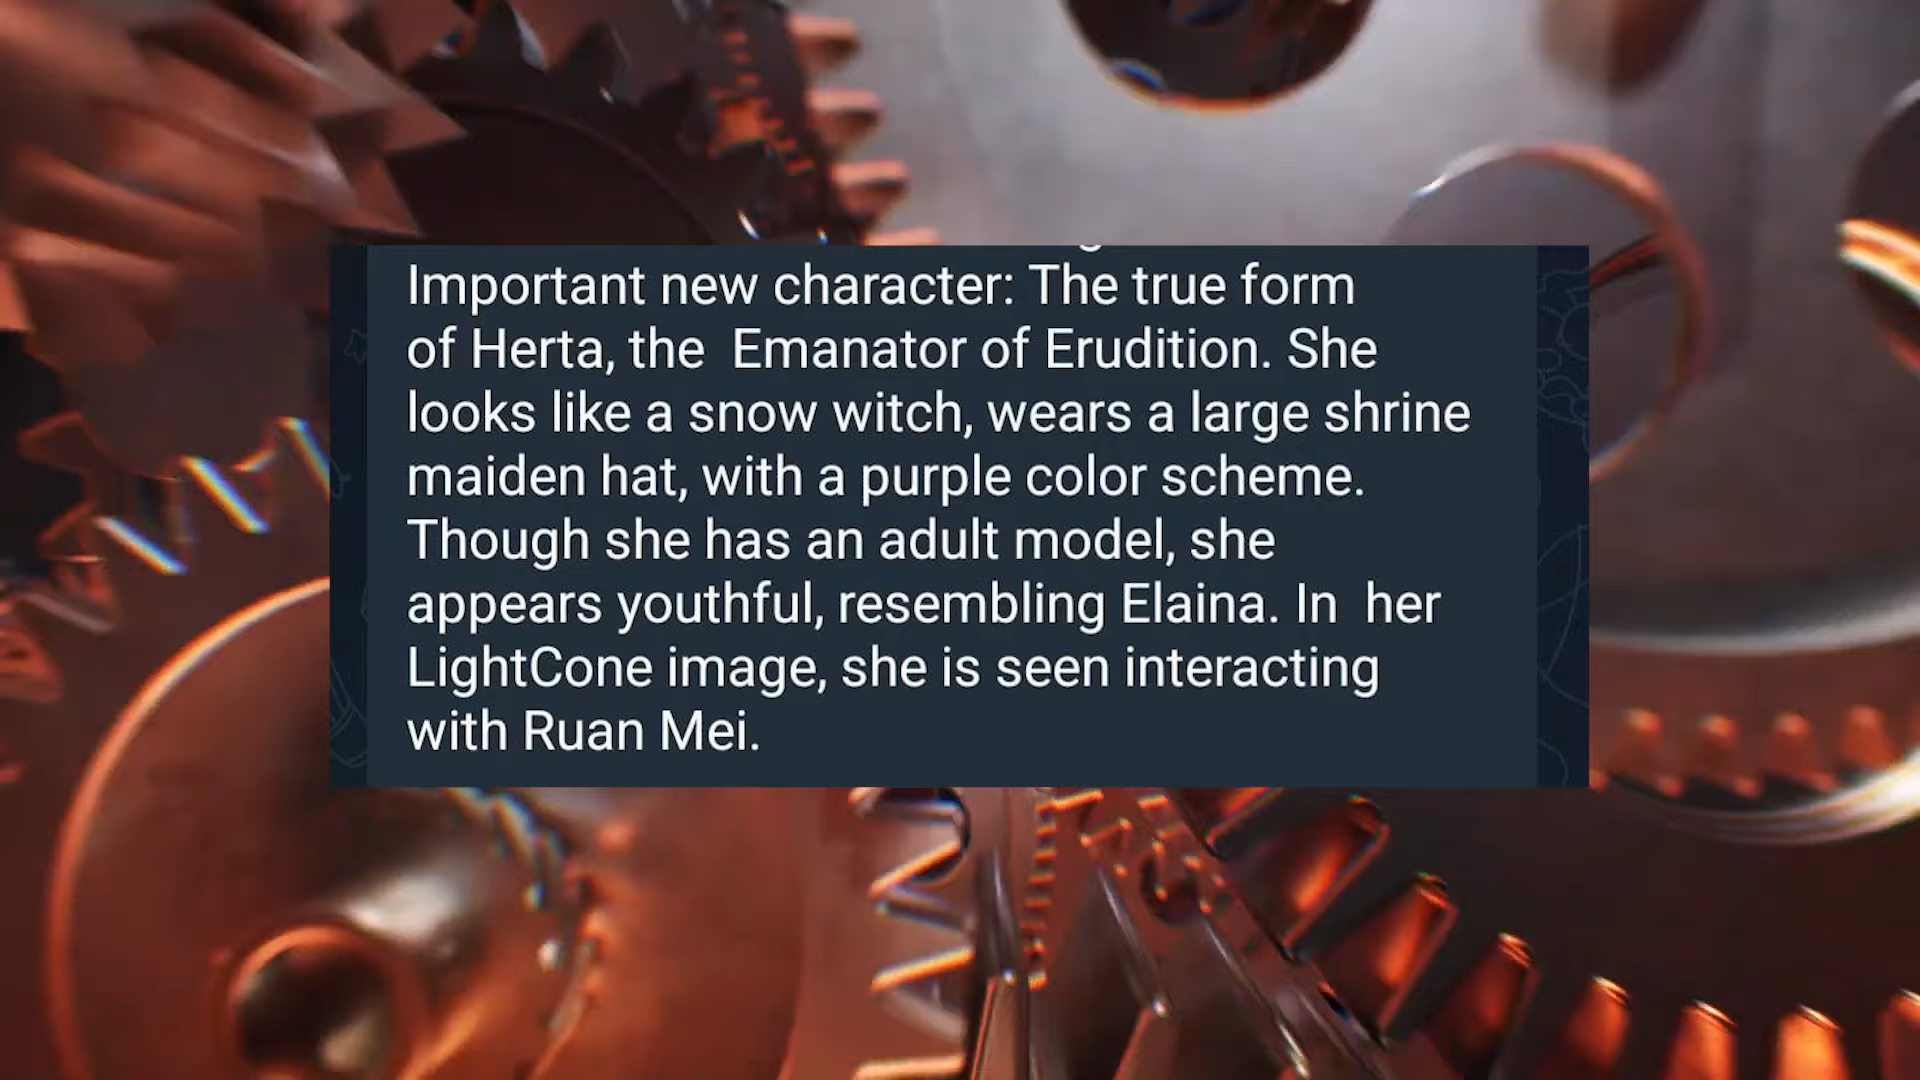 Important new character: The true form
of Herta, the  Emanator of Erudition. She
looks like a snow witch, wears a large shrine
maiden hat, with a purple color scheme.
Though she has an adult model, she
appears youthful, resembling Elaina. In  her
LightCone image, she is seen interacting
with Ruan Mei.